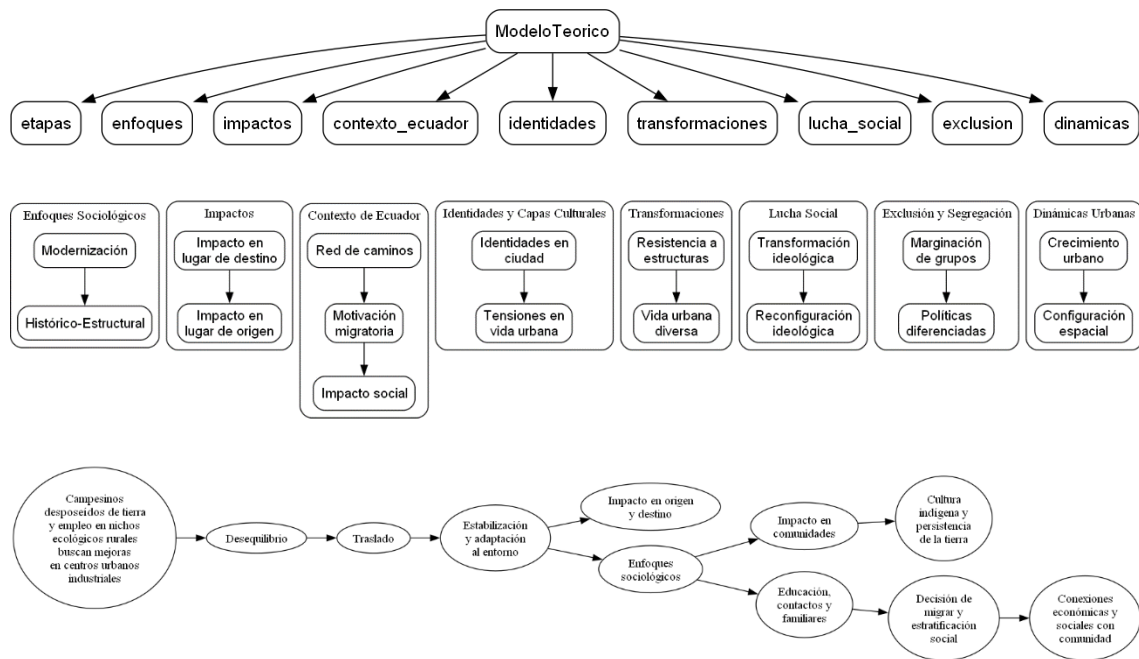 ModeloTeorico
etapas
enfoques
impactos
contexto_ecuador
identidades
transformaciones
lucha_social
exclusion
dinamicas
Enfoques Sociológicos
Modernización
Histórico-Estructural
Impactos
Impacto en
lugar de destino
Impacto en
lugar de origen
Contexto de Ecuador
Red de caminos
Motivación
migratoria
Impacto social
Identidades y Capas Culturales
Identidades en
ciudad
Tensiones en
vida urbana
Transformaciones
Resistencia a
estructuras
Vida urbana
diversa
Lucha Social
Transformación
ideológica
Reconfiguración
ideológica
Exclusión y Segregación
Marginación
de grupos
Políticas
diferenciadas
Dinámicas Urbanas
Crecimiento
urbano
Configuración
espacial
Campesinos
desposeídos de tierra
y empleo en nichos
ecológicos rurales
buscan mejoras
en centros urbanos
industriales
Desequilibrio
Traslado
Estabilización
y adaptación
al entorno
Impacto en origen
y destino
Enfoques
sociológicos
Impacto en
comunidades
Cultura
indígena y
persistencia
de la tierra
Educación,
contactos y
familiares
Decisión de
migrar y
estratificación
social
Conexiones
económicas y
sociales con
comunidad